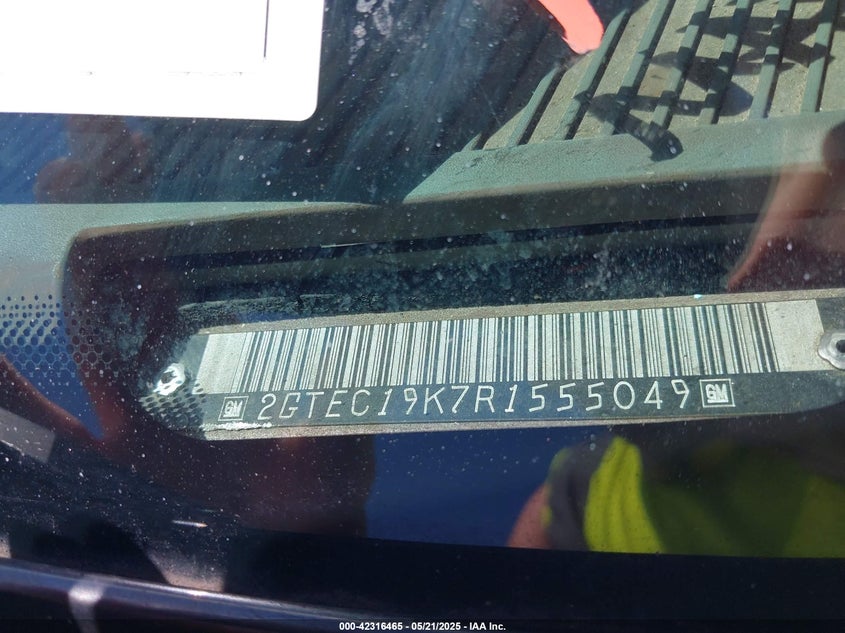 GM 2GTEC19K7R1555049 GM
000-42316465 - 05/21/2025 - IAA Inc.